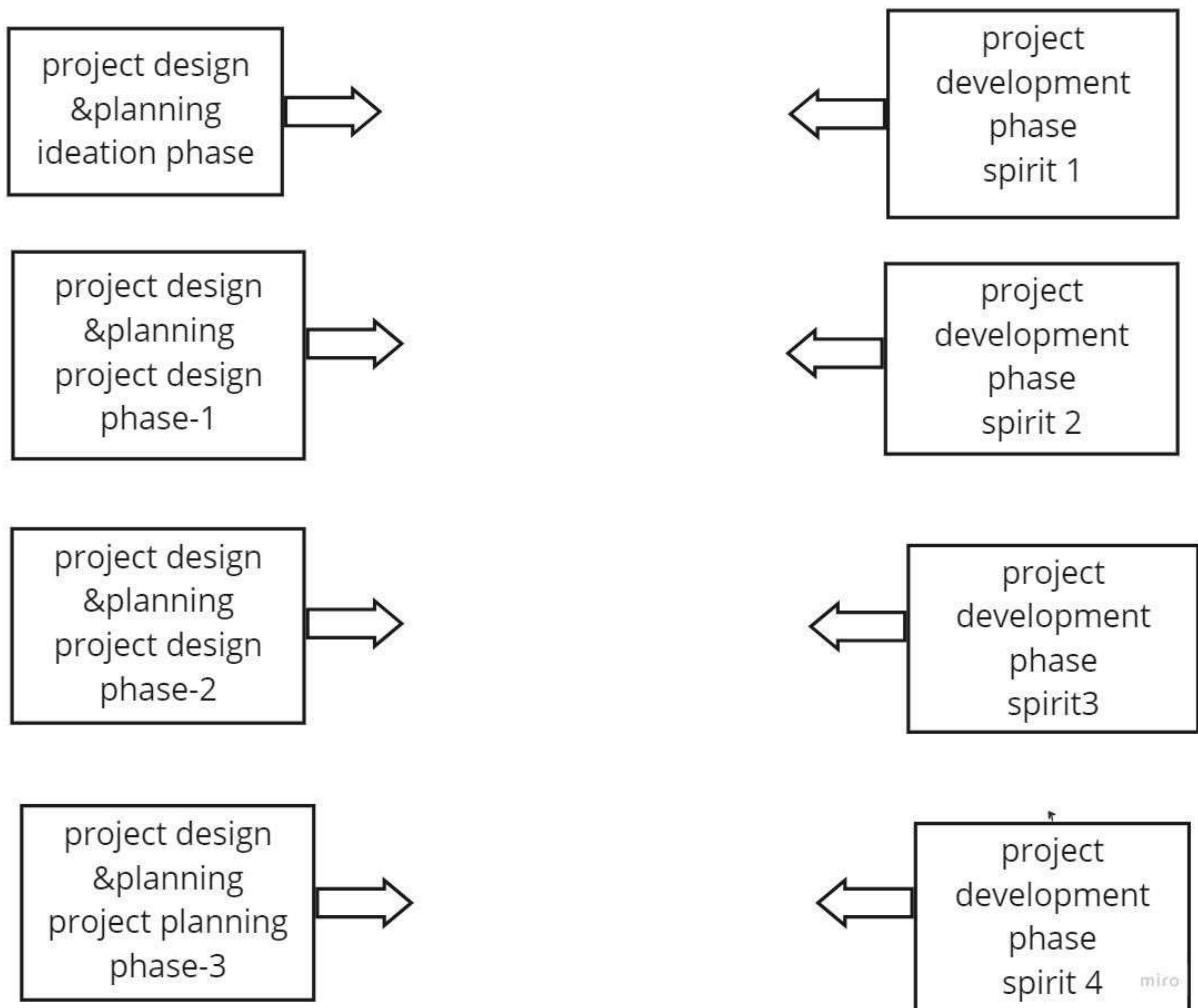 project design
&planning
ideation phase
project design
&planning
project design
phase-1
project design
&planning
project design
phase-2
project design
&planning
project planning
phase-3
project
development
phase
spirit 1
project
development
phase
spirit 2
project
development
phase
spirit3
project
development
phase
spirit 4
miro